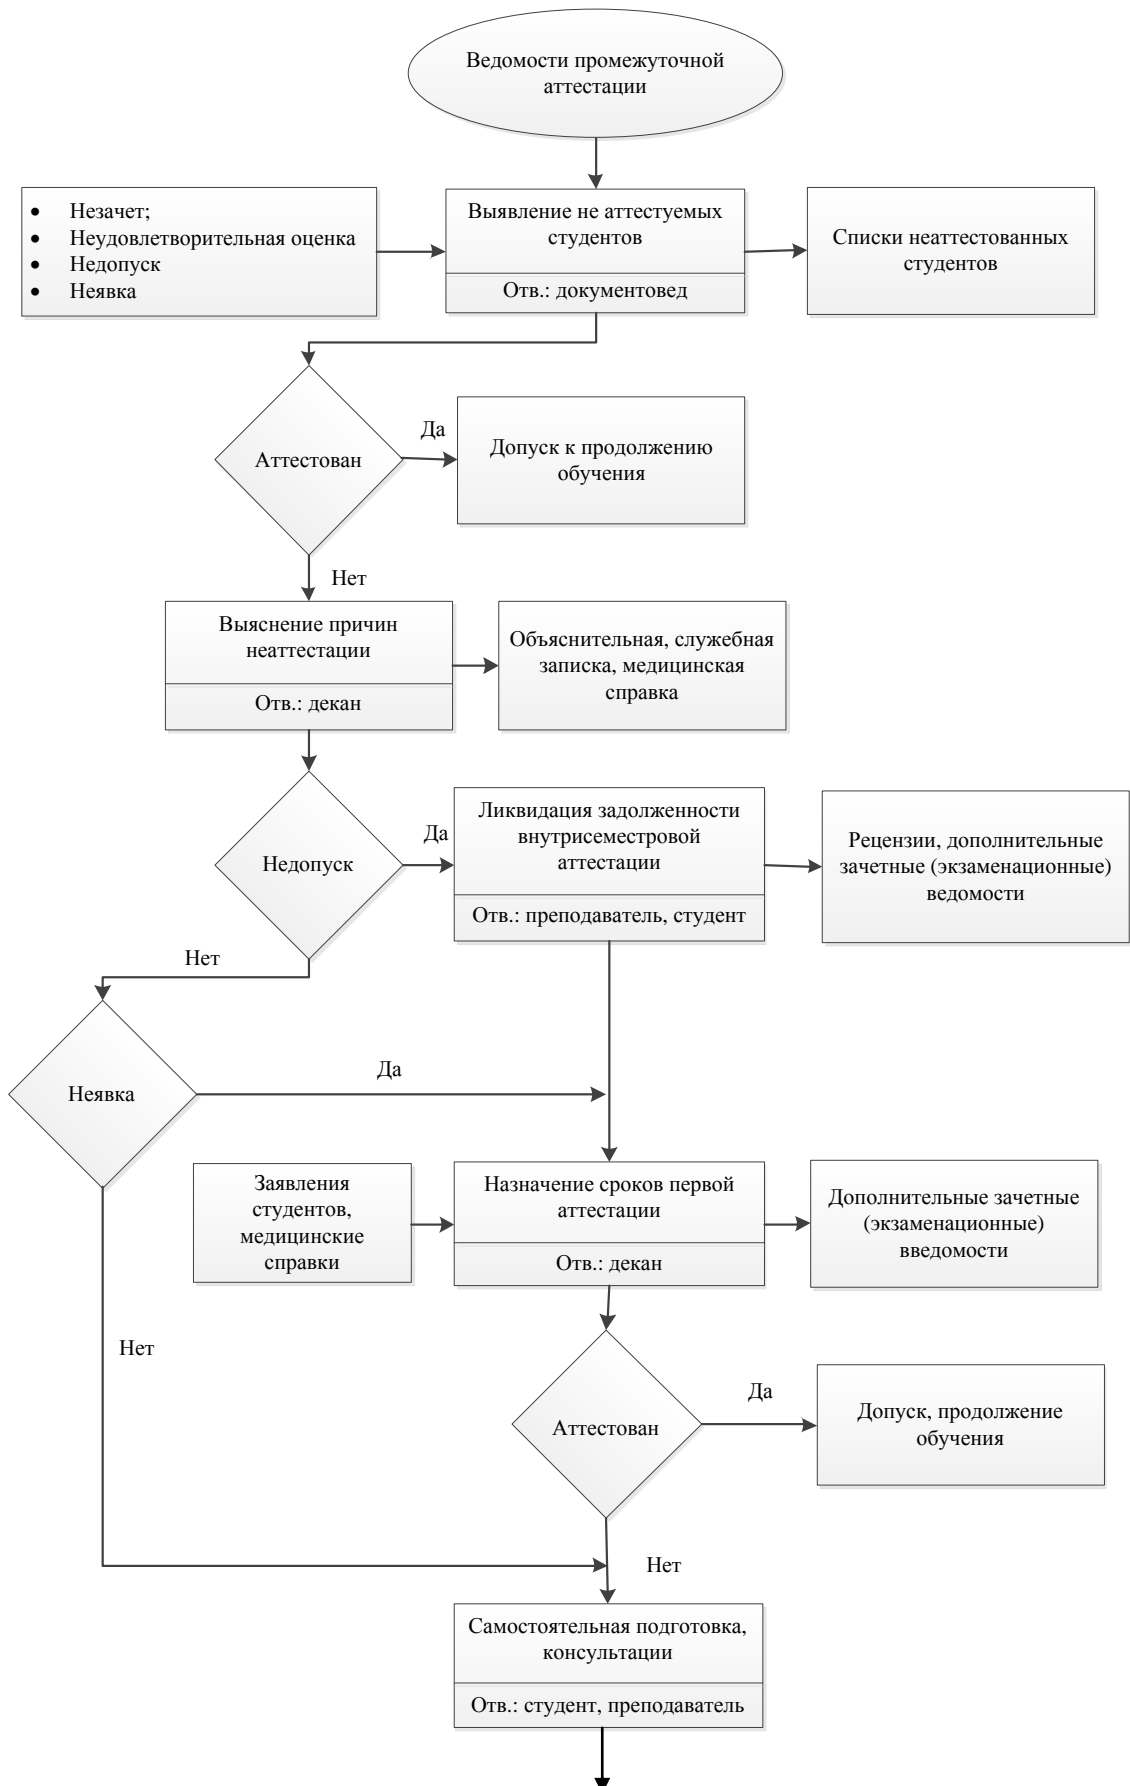 Ведомости промежуточной
аттестации
• Незачет;
• Неудовлетворительная оценка
• Недопуск
• Неявка
Выявление не аттестуемых
студентов
Отв.: документовед
Списки неаттестованных
студентов
Аттестован
Да
Допуск к продолжению
обучения
Нет
Выяснение причин
неаттестации
Отв.: декан
Объяснительная, служебная
записка, медицинская
справка
Недопуск
Да
Ликвидация задолженности
внутрисеместровой
аттестации
Отв.: преподаватель, студент
Рецензии, дополнительные
зачетные (экзаменационные)
ведомости
Нет
Неявка
Да
Заявления
студентов,
медицинские
справки
Назначение сроков первой
аттестации
Отв.: декан
Дополнительные зачетные
(экзаменационные)
введомости
Нет
Аттестован
Да
Допуск, продолжение
обучения
Нет
Самостоятельная подготовка,
консультации
Отв.: студент, преподаватель